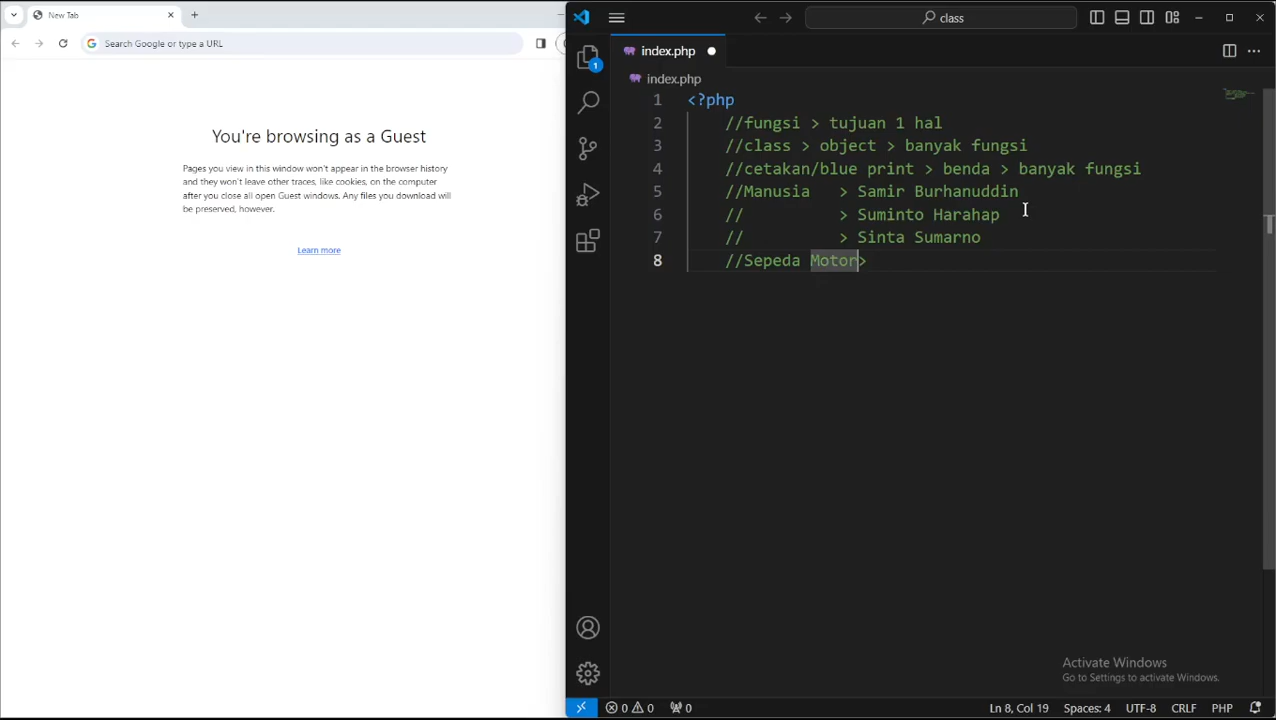 New Tab
Search Google or type a URL
You're browsing as a Guest
Pages you view in this window won't appear in the browser history
and they won't leave other traces, like cookies, on the computer
after you close all open Guest windows. Any files you download will
be preserved, however.
Learn more
class
index.php
1
index.php
1 <?php
2 //fungsi > tujuan 1 hal
3 //class > object > banyak fungsi
4 //cetakan/blue print > benda > banyak fungsi
5 //Manusia > Samir Burhanuddin
6 // > Suminto Harahap
7 // > Sinta Sumarno
8 //Sepeda Motor>
Activate Windows
Go to Settings to activate Windows.
0 0 0 Ln 8, Col 19 Spaces: 4 UTF-8 CRLF PHP